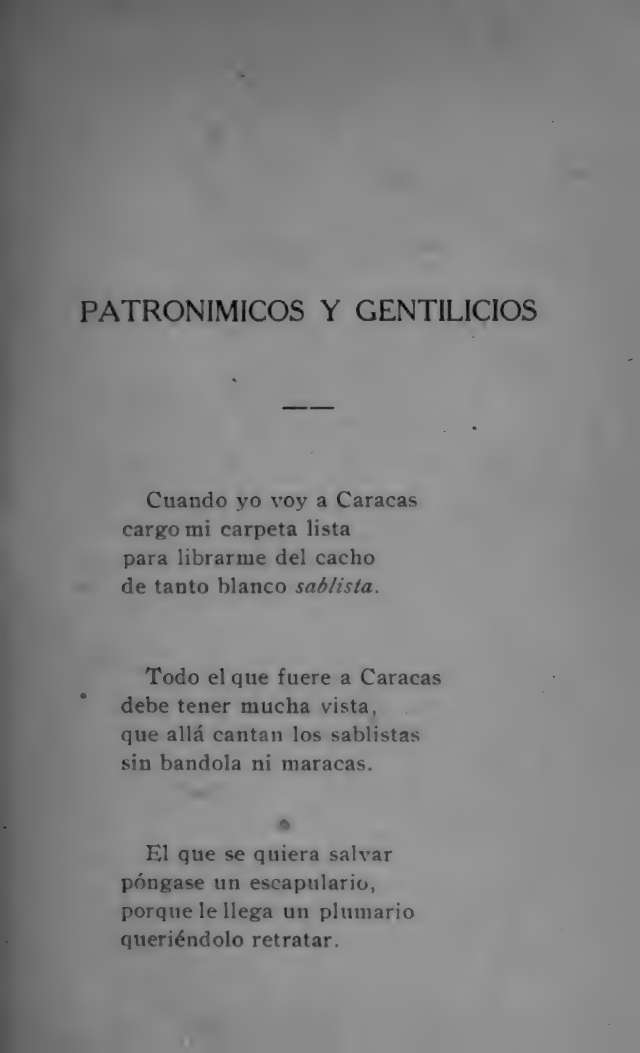 PATRONIMICOS Y GENTILICIOS
Cuando yo voy a Caracas
cargo mi carpeta lista
para librarme del cacho
de tanto blanco sablista.
Todo el que fuere a Caracas
debe tener mucha vista,
que allá cantan los sablistas
sin bandola ni maracas.
El que se quiera salvar
póngase un escapulario,
porque le llega un plumario
queriéndolo retratar.